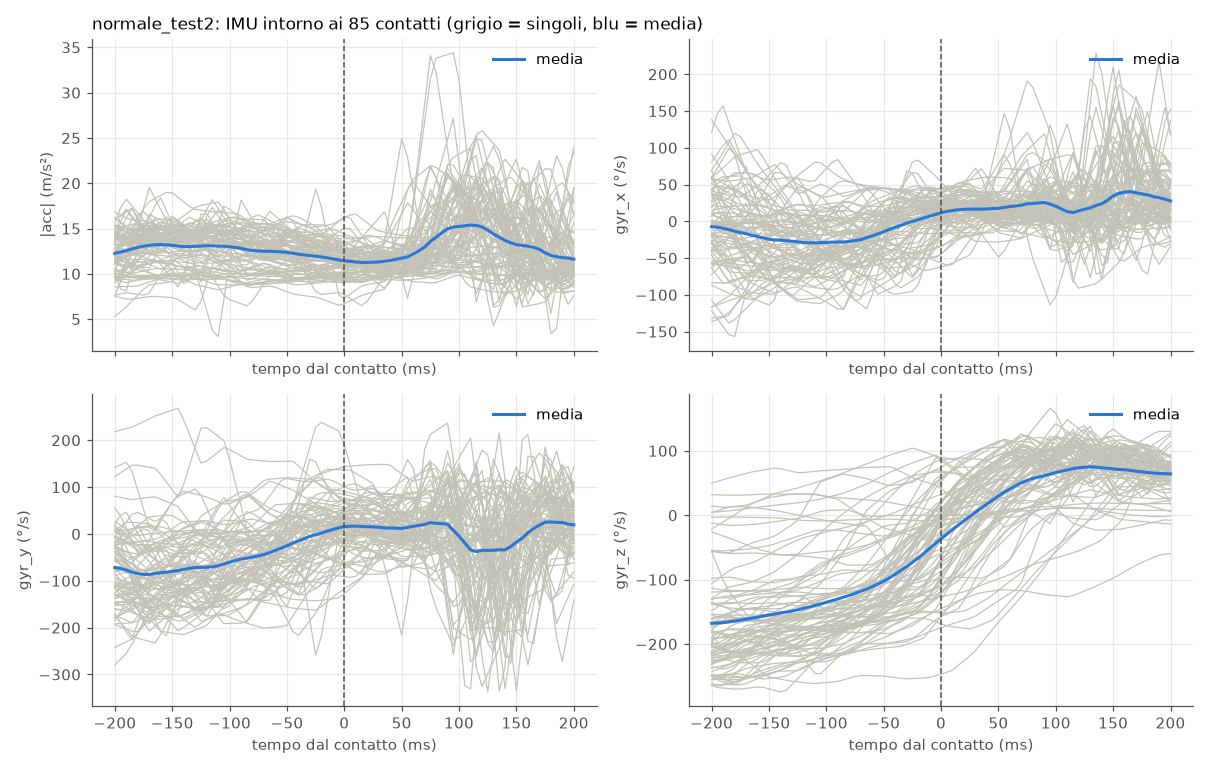 normale_test2: IMU intorno ai 85 contatti (grigio = singoli, blu = media)
35
30
25
20
15
10
5
|acc| (m/s²)
media
tempo dal contatto (ms)
200
150
100
50
0
−50
−100
−150
gyr_x (°/s)
media
tempo dal contatto (ms)
200
100
0
−100
−200
−300
gyr_y (°/s)
media
−200 −150 −100 −50 0 50 100 150 200
tempo dal contatto (ms)
100
0
−100
−200
gyr_z (°/s)
media
−200 −150 −100 −50 0 50 100 150 200
tempo dal contatto (ms)